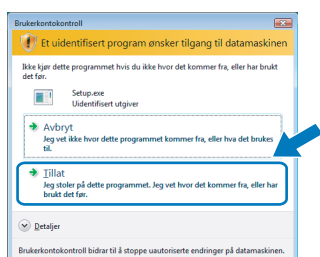 Brukerkontokontroll
Et uidentifisert program ønsker tilgang til datamaskinen
Ikke kjør dette programmet hvis du ikke hvor det kommer fra, eller har brukt
det før.
Setup.exe
Uidentifisert utgiver
Avbryt
Jeg vet ikke hvor dette programmet kommer fra, eller hva det brukes
til.
Tillat
Jeg stoler på dette programmet. Jeg vet hvor det kommer fra, eller har
brukt det før.
Detaljer
Brukerkontokontroll bidrar til å stoppe uautoriserte endringer på datamaskinen.